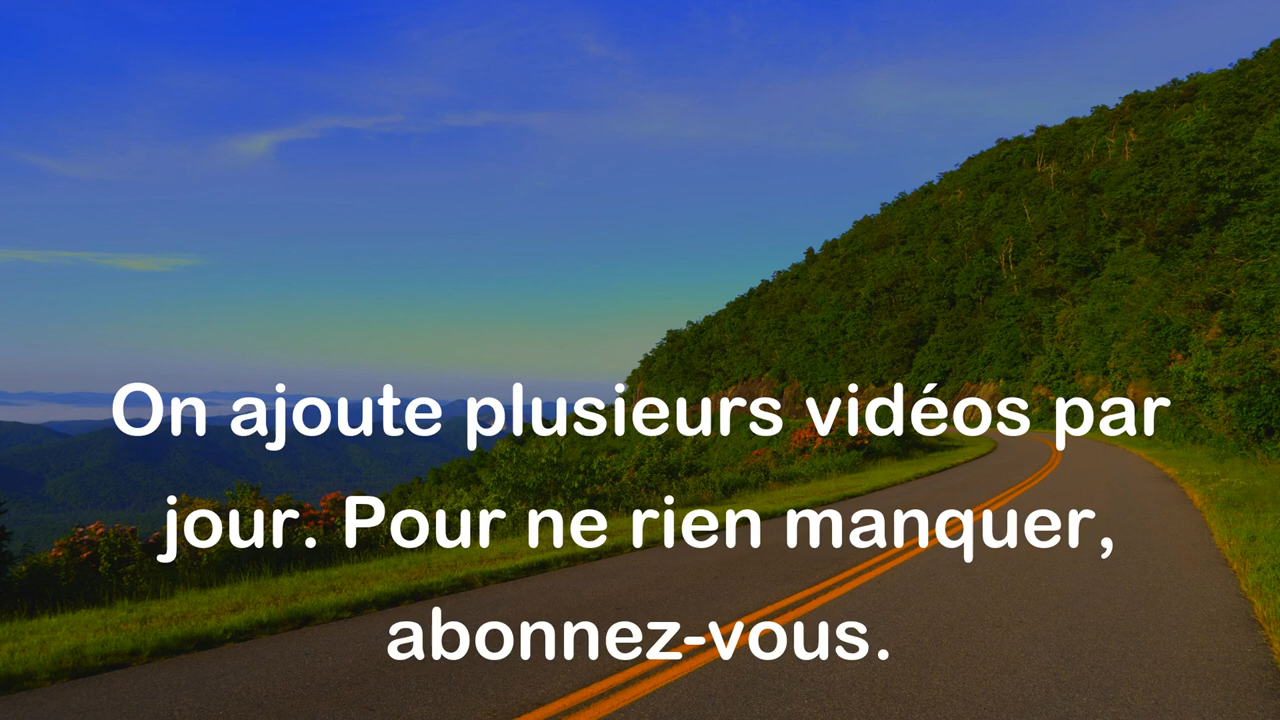 On ajoute plusieurs vidéos par
jour. Pour ne rien manquer,
abonnez-vous.